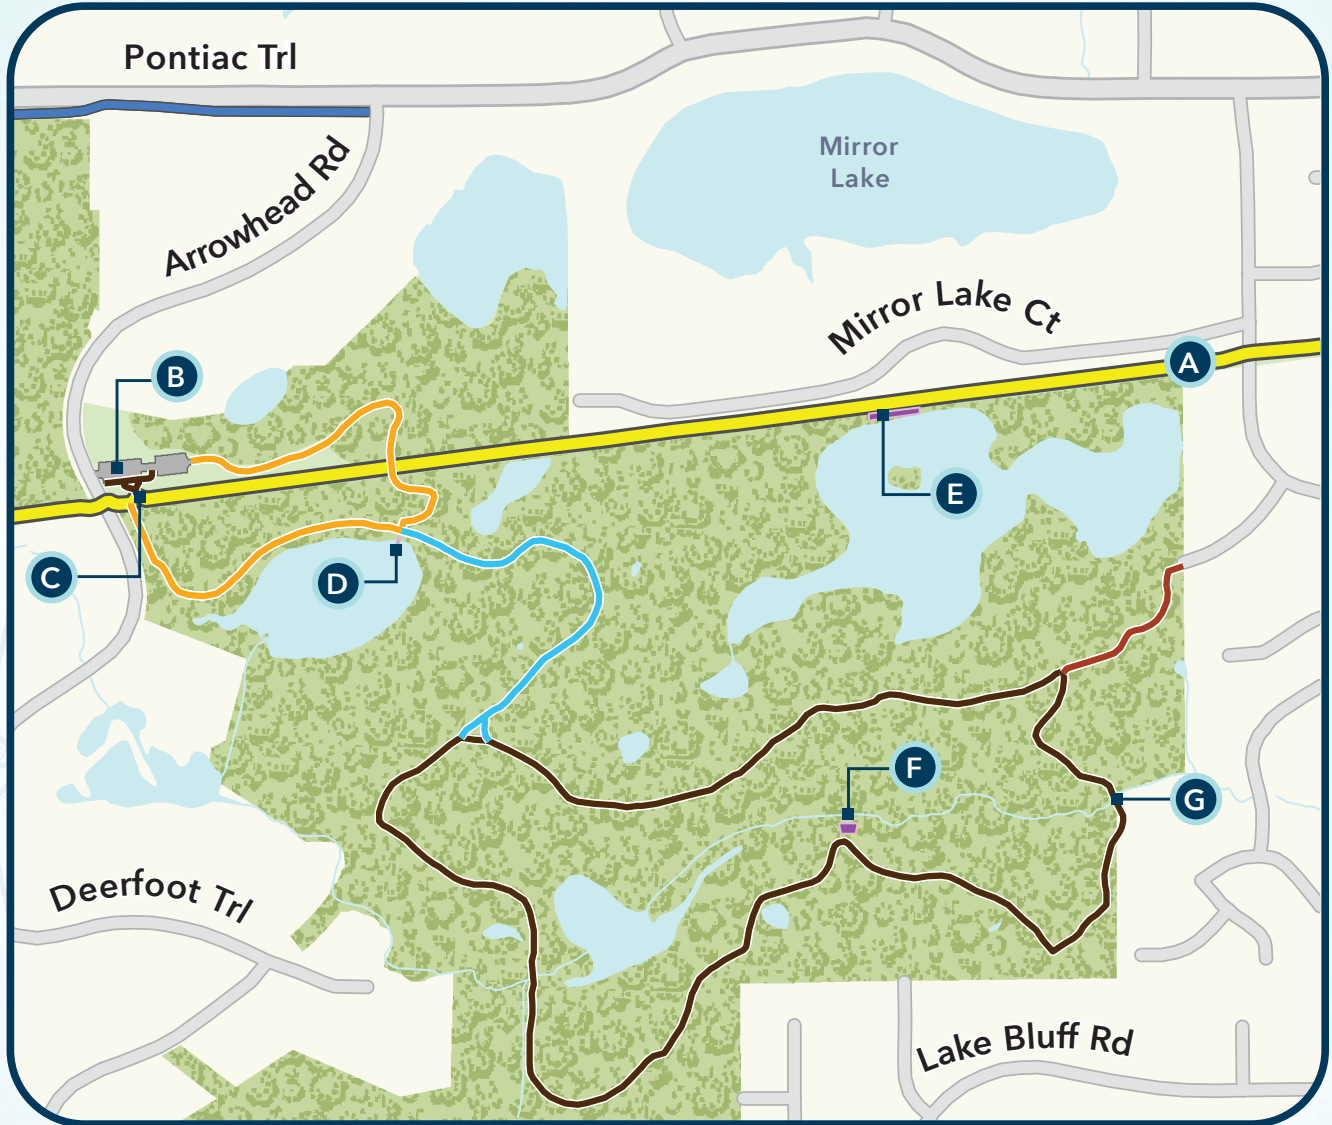 Pontiac Trl
Arrowhead Rd
Mirror
Lake
Mirror Lake Ct
A
B
E
C
D
F
G
Deerfoot Trl
Lake Bluff Rd